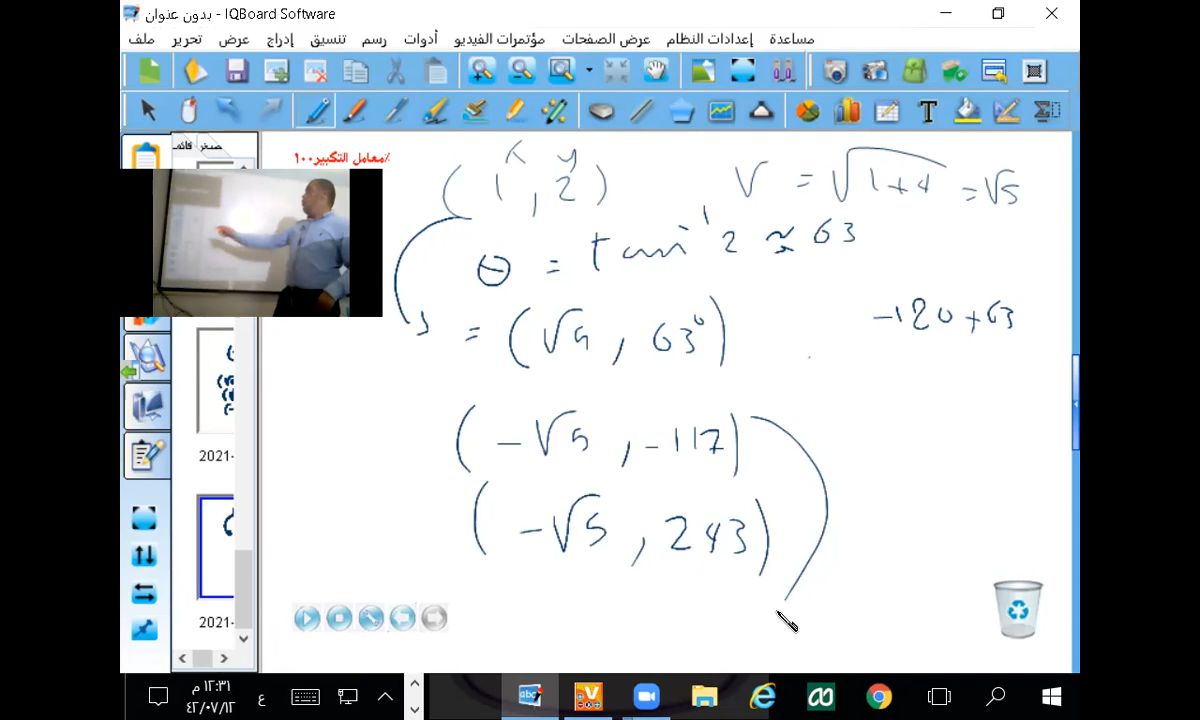 بدون عنوان - IQBoard Software
ملف تحرير عرض إدراج تنسيق رسم أدوات مؤتمرات الفيديو عرض الصفحات إعدادات النظام مساعدة
معامل التكبير١٠٠٪
x y
(1, 2) r = √1+4 = √5
θ = tan⁻¹ 2 ≈ 63
= (√5, 63°) -120+63
(-√5, -117)
(-√5, 243)
2021-
2021-
١٢:٣١ م
٤٢/٠٧/١٢
ع